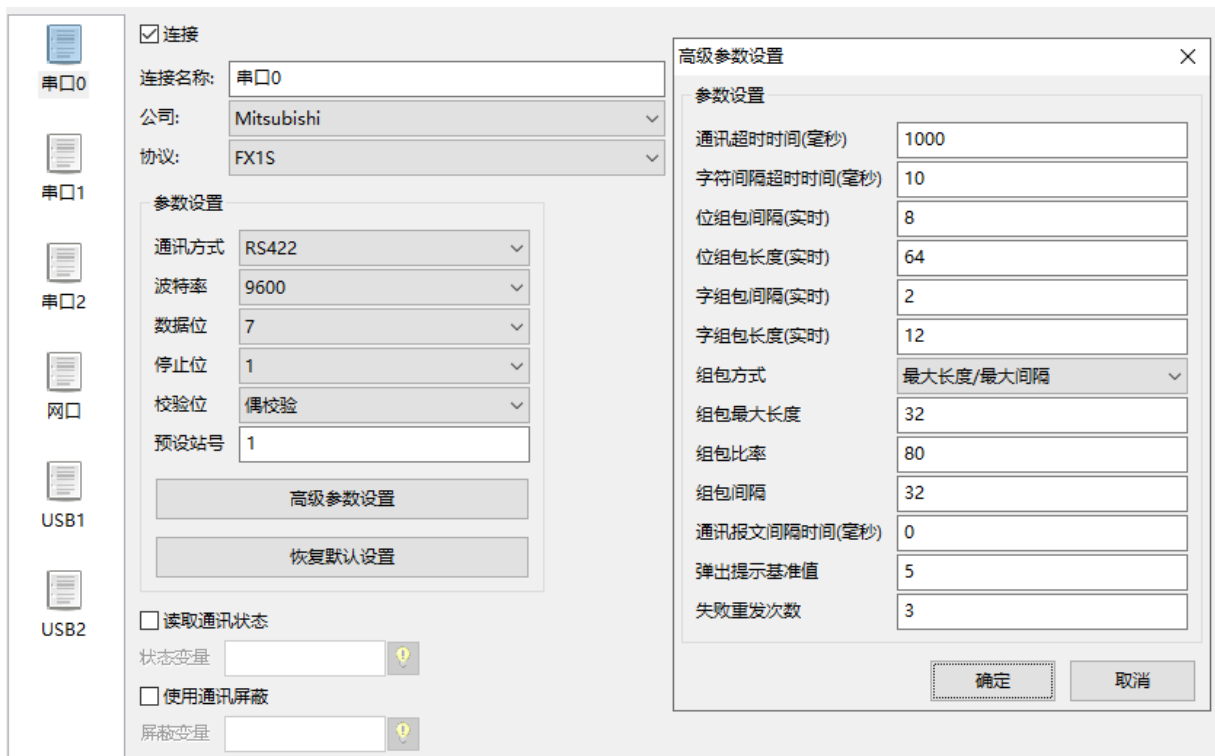 串口0
串口1
串口2
网口
USB1
USB2
连接
连接名称: 串口0
公司: Mitsubishi
协议: FX1S
参数设置
通讯方式 RS422
波特率 9600
数据位 7
停止位 1
校验位 偶校验
预设站号 1
高级参数设置
恢复默认设置
读取通讯状态
状态变量
使用通讯屏蔽
屏蔽变量
高级参数设置
参数设置
通讯超时时间(毫秒) 1000
字符间隔超时时间(毫秒) 10
位组包间隔(实时) 8
位组包长度(实时) 64
字组包间隔(实时) 2
字组包长度(实时) 12
组包方式 最大长度/最大间隔
组包最大长度 32
组包比率 80
组包间隔 32
通讯报文间隔时间(毫秒) 0
弹出提示基准值 5
失败重发次数 3
确定 取消